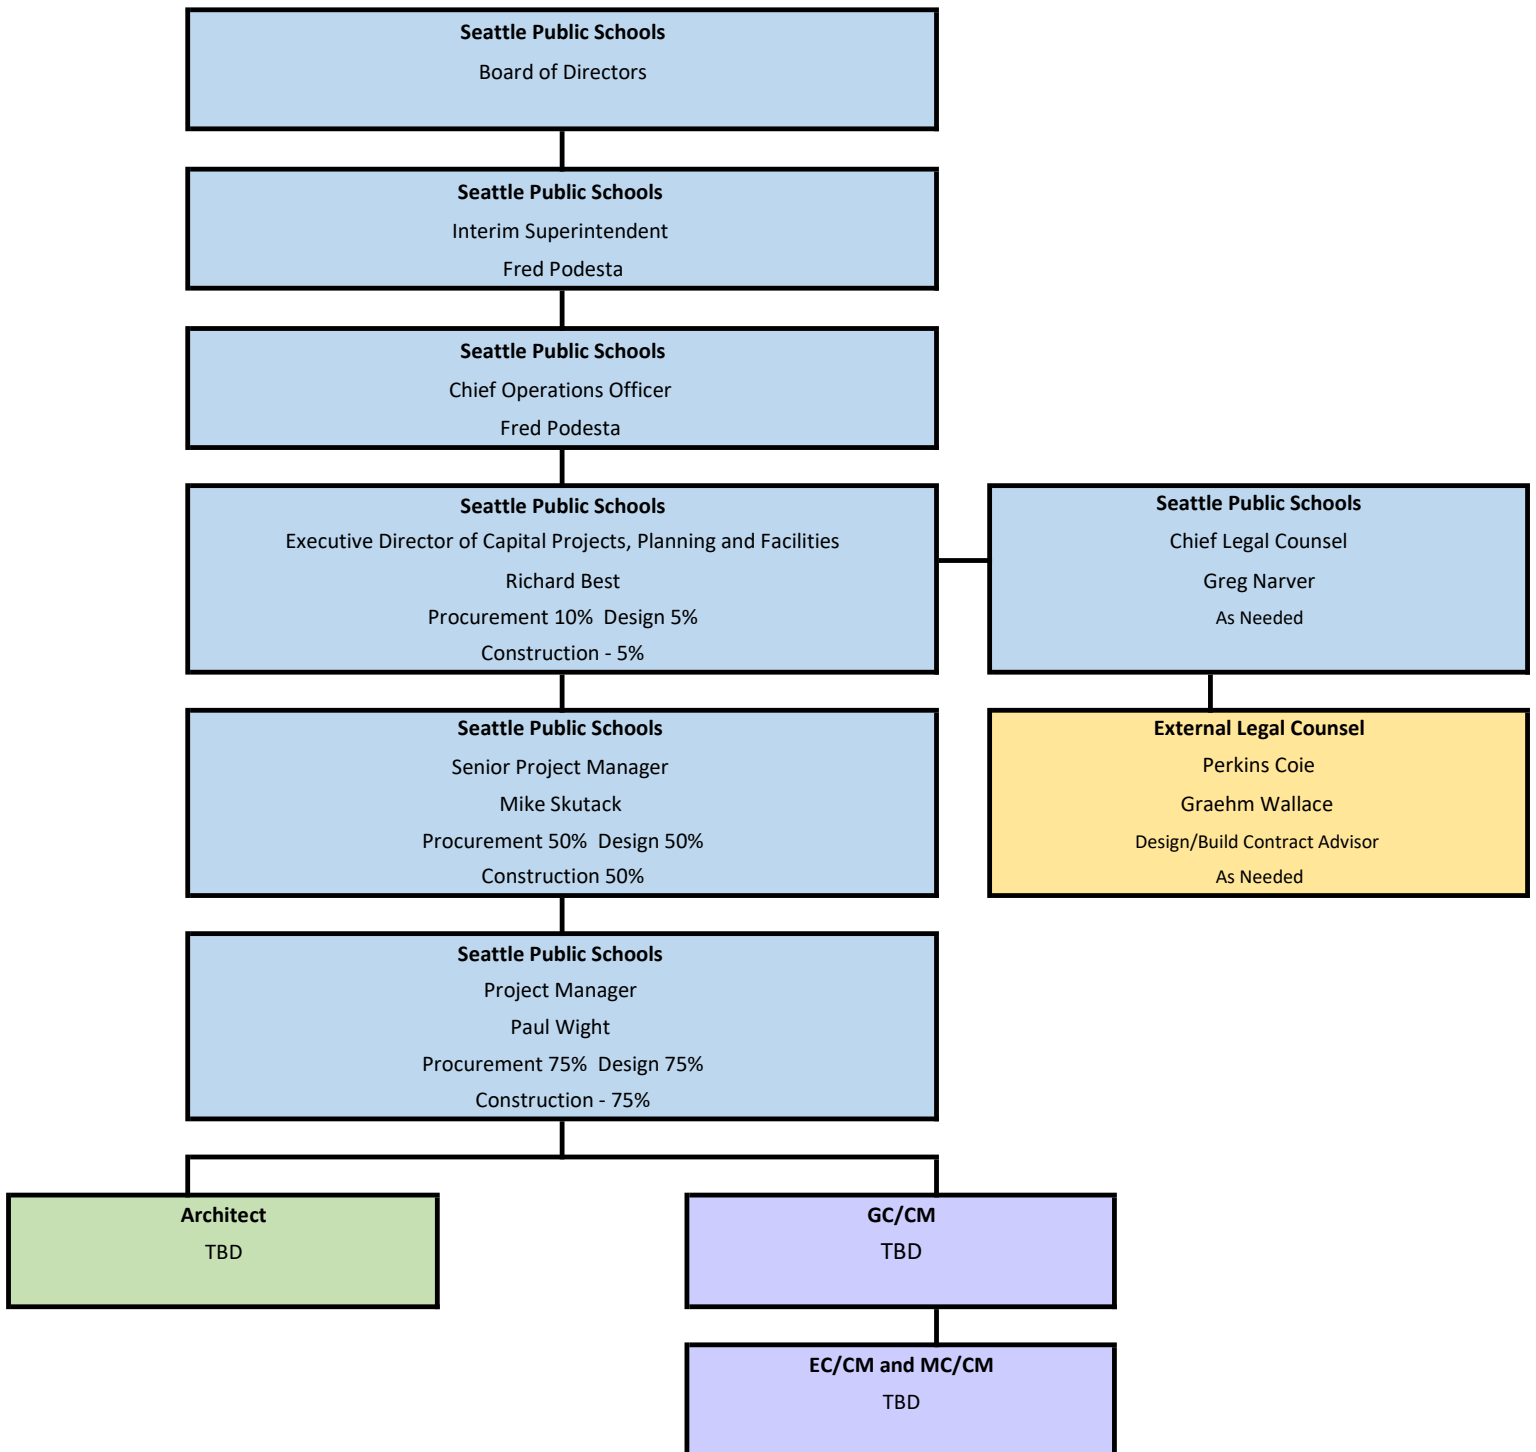 Seattle Public Schools
Board of Directors
Seattle Public Schools
Interim Superintendent
Fred Podesta
Seattle Public Schools
Chief Operations Officer
Fred Podesta
Seattle Public Schools
Executive Director of Capital Projects, Planning and Facilities
Richard Best
Procurement 10%  Design 5%
Construction - 5%
Seattle Public Schools
Chief Legal Counsel
Greg Narver
As Needed
Seattle Public Schools
Senior Project Manager
Mike Skutack
Procurement 50%  Design 50%
Construction 50%
External Legal Counsel
Perkins Coie
Graehm Wallace
Design/Build Contract Advisor
As Needed
Seattle Public Schools
Project Manager
Paul Wight
Procurement 75%  Design 75%
Construction - 75%
Architect
TBD
GC/CM
TBD
EC/CM and MC/CM
TBD